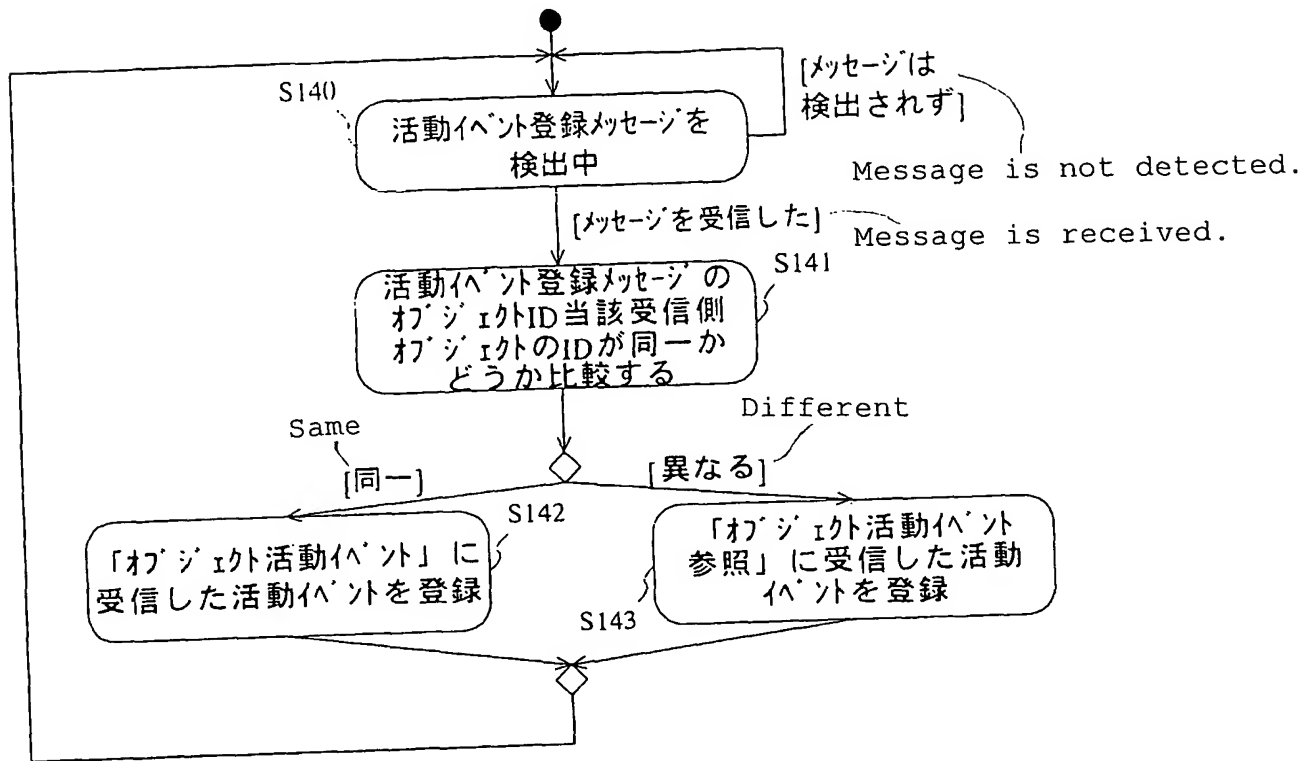 S140
活動イベント登録メッセージを
検出中
[メッセージは
検出されず]
Message is not detected.
[メッセージを受信した]
Message is received.
S141
活動イベント登録メッセージの
オブジェクトID当該受信側
オブジェクトのIDが同一か
どうか比較する
Same
Different
[同一]
[異なる]
S142
「オブジェクト活動イベント」に
受信した活動イベントを登録
「オブジェクト活動イベント
参照」に受信した活動
イベントを登録
S143